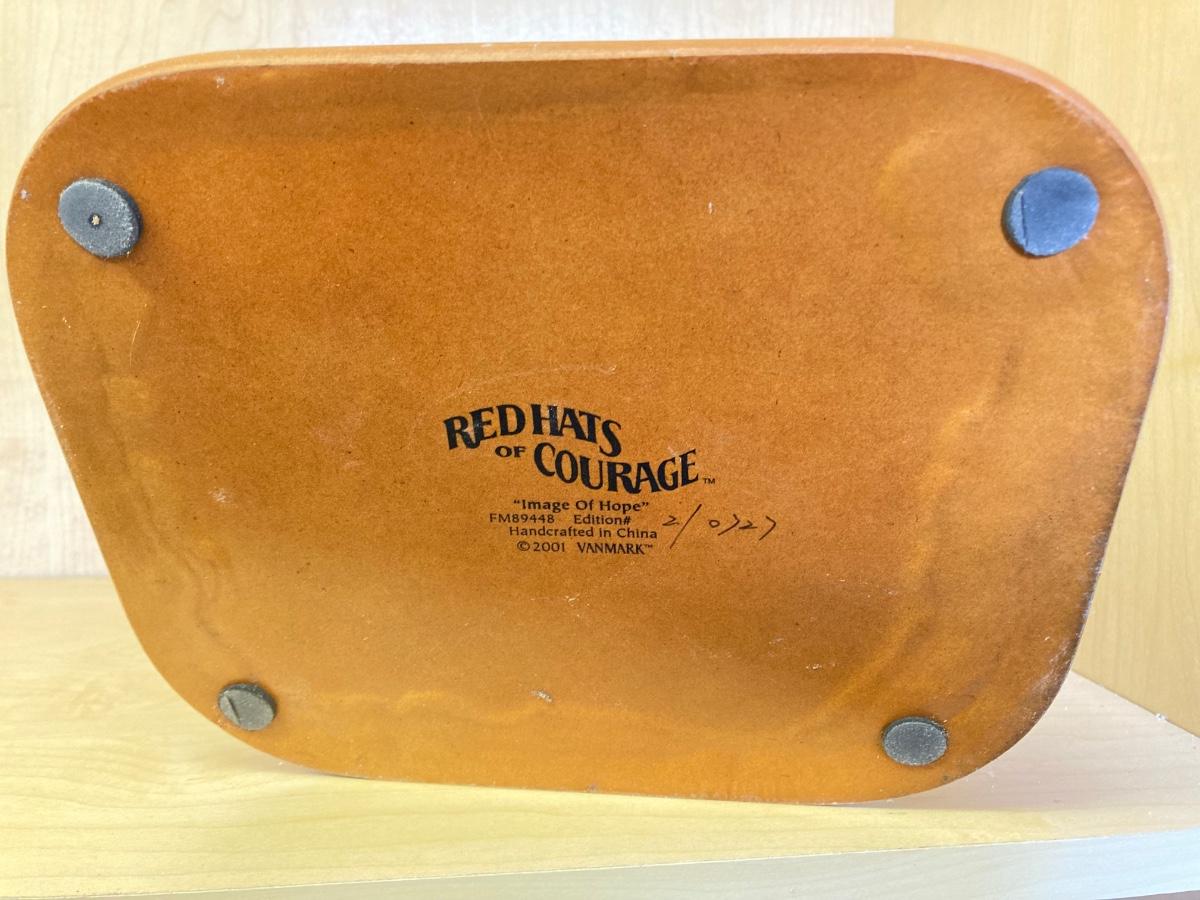 RED HATS
OF COURAGE™
"Image Of Hope"
FM89448 Edition# 2/0727
Handcrafted in China
©2001 VANMARK™